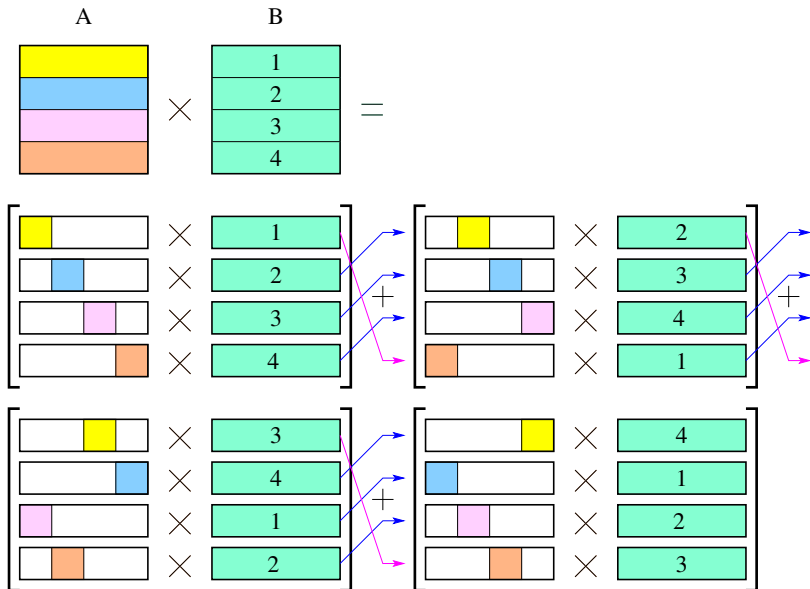 A B
1
× 2 =
3
4
× 1 × 2
× 2 × 3
+ +
× 3 × 4
× 4 × 1
× 3 × 4
× 4 × 1
+
× 1 × 2
× 2 × 3